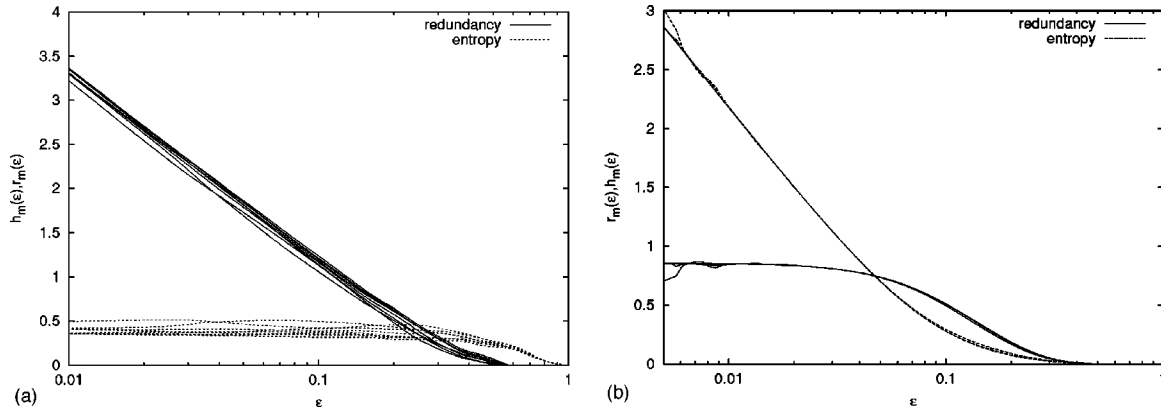 4
3.5
3
2.5
2
1.5
1
0.5
0
redundancy
entropy
h_m(ε),r_m(ε)
0.01
0.1
1
ε
(a)
3
2.5
2
1.5
1
0.5
0
redundancy
entropy
r_m(ε),h_m(ε)
0.01
0.1
1
ε
(b)